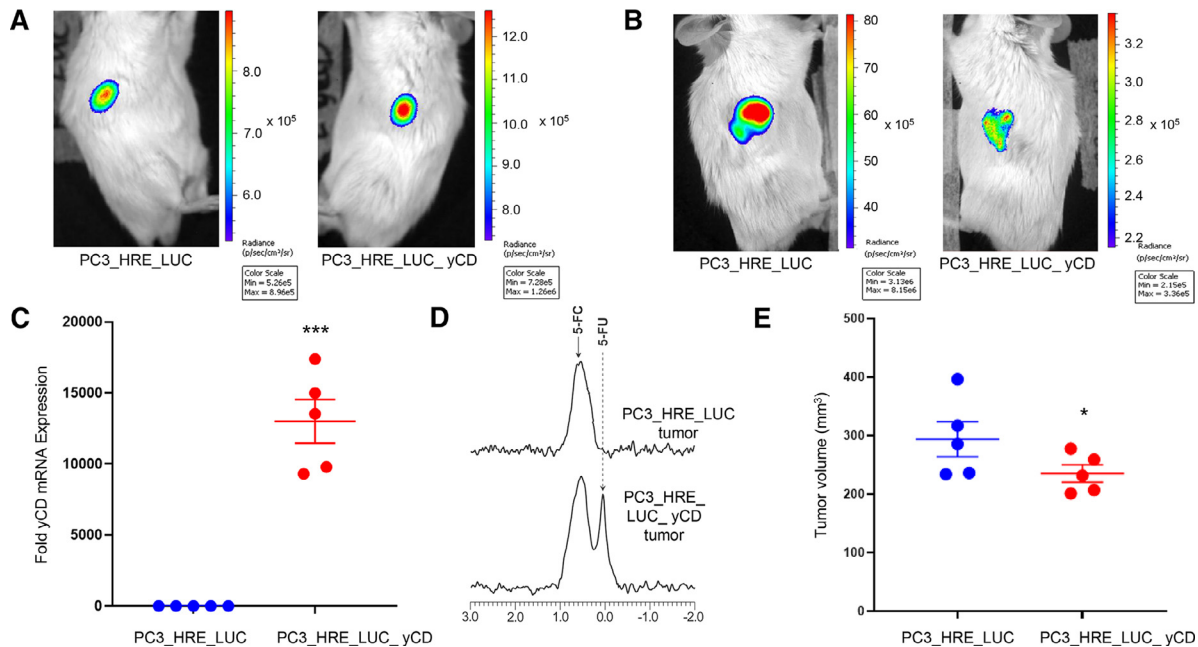 A
8.0
7.0
6.0
x 10⁵
Radiance
(p/sec/cm²/sr)
Color Scale
Min = 5.26e5
Max = 8.96e5
PC3_HRE_LUC
12.0
11.0
10.0
9.0
8.0
x 10⁵
Radiance
(p/sec/cm²/sr)
Color Scale
Min = 7.28e5
Max = 1.26e6
PC3_HRE_LUC_ yCD
B
80
70
60
50
40
x 10⁵
Radiance
(p/sec/cm²/sr)
Color Scale
Min = 3.13e6
Max = 8.15e6
PC3_HRE_LUC
3.2
3.0
2.8
2.6
2.4
2.2
x 10⁵
Radiance
(p/sec/cm²/sr)
Color Scale
Min = 2.15e5
Max = 3.36e5
PC3_HRE_LUC_ yCD
C
Fold yCD mRNA Expression
20000
15000
10000
5000
0
***
PC3_HRE_LUC
PC3_HRE_LUC_ yCD
D
5-FC
5-FU
PC3_HRE_LUC
tumor
PC3_HRE_
LUC_ yCD
tumor
3.0 2.0 1.0 0.0 -1.0 -2.0
E
Tumor volume (mm³)
500
400
300
200
100
0
*
PC3_HRE_LUC
PC3_HRE_LUC_yCD